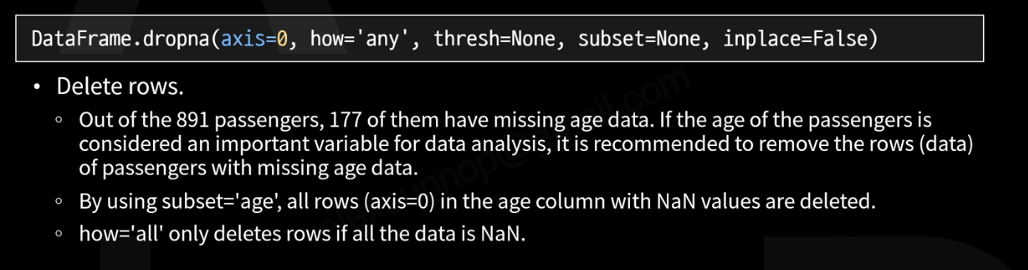 DataFrame.dropna(axis=0, how='any', thresh=None, subset=None, inplace=False)
• Delete rows.
◦ Out of the 891 passengers, 177 of them have missing age data. If the age of the passengers is
considered an important variable for data analysis, it is recommended to remove the rows (data)
of passengers with missing age data.
◦ By using subset='age', all rows (axis=0) in the age column with NaN values are deleted.
◦ how='all' only deletes rows if all the data is NaN.